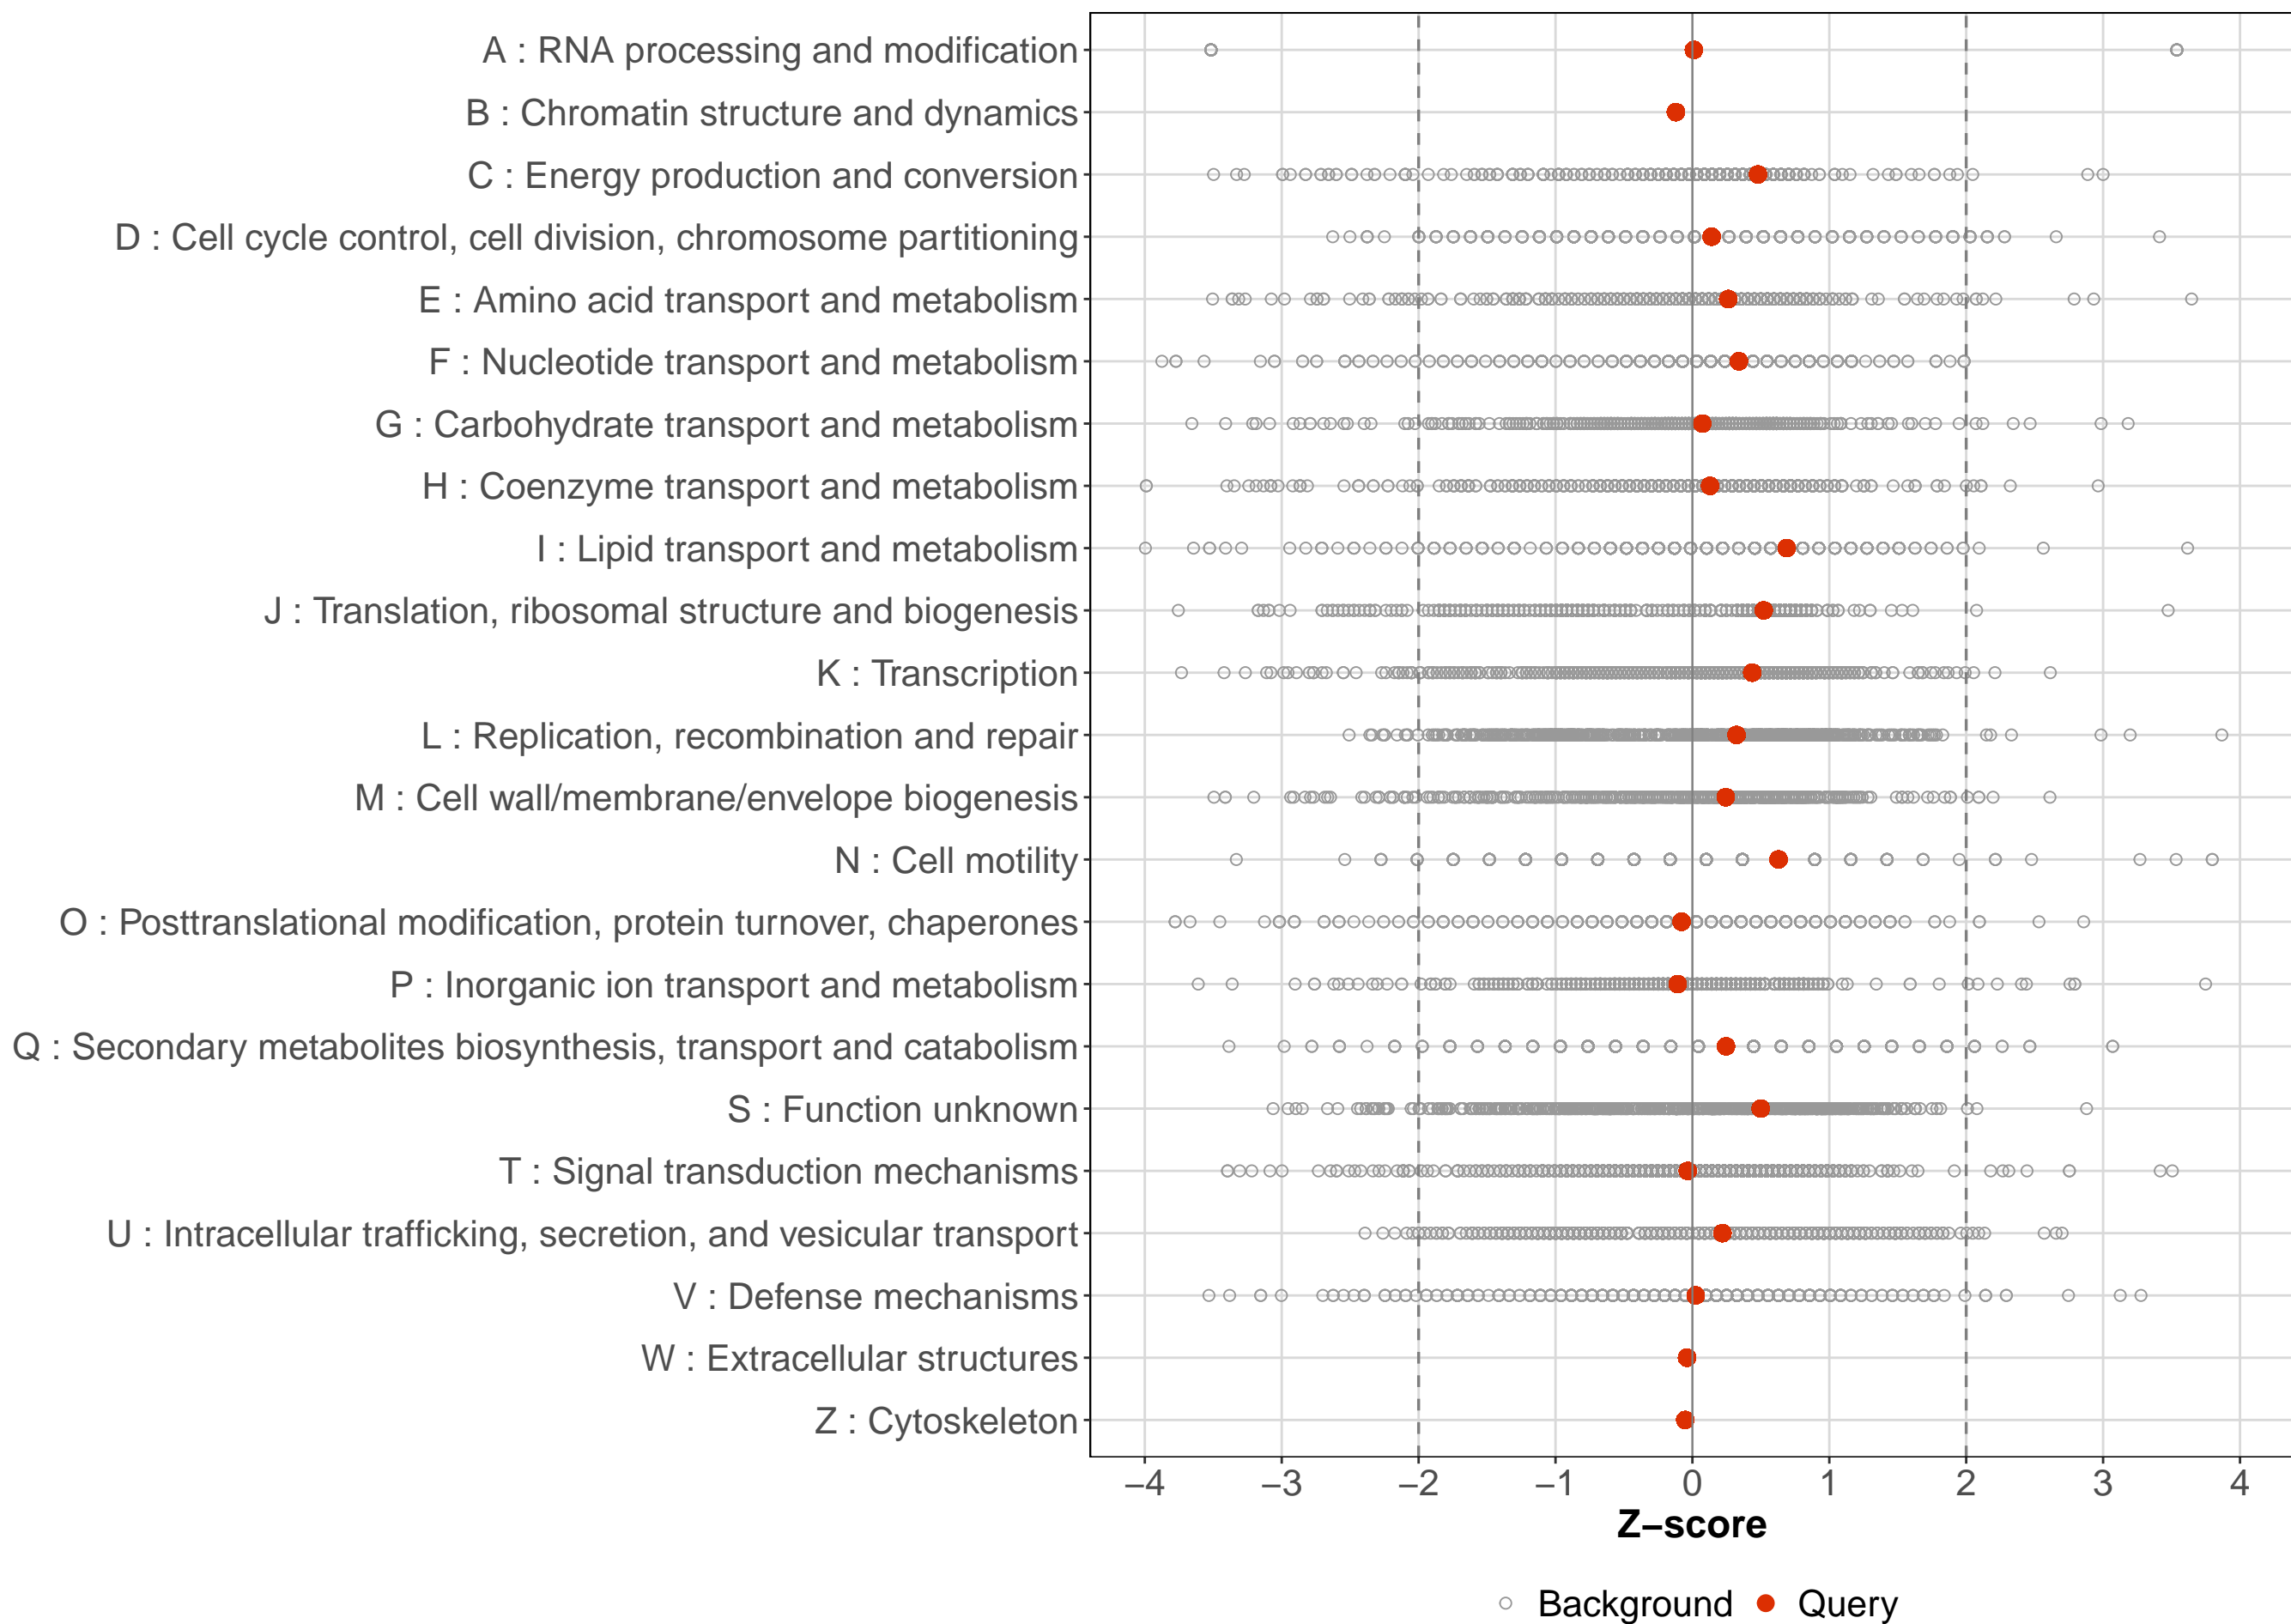 A : RNA processing and modification
B : Chromatin structure and dynamics
C : Energy production and conversion
D : Cell cycle control, cell division, chromosome partitioning
E : Amino acid transport and metabolism
F : Nucleotide transport and metabolism
G : Carbohydrate transport and metabolism
H : Coenzyme transport and metabolism
I : Lipid transport and metabolism
J : Translation, ribosomal structure and biogenesis
K : Transcription
L : Replication, recombination and repair
M : Cell wall/membrane/envelope biogenesis
N : Cell motility
O : Posttranslational modification, protein turnover, chaperones
P : Inorganic ion transport and metabolism
Q : Secondary metabolites biosynthesis, transport and catabolism
S : Function unknown
T : Signal transduction mechanisms
U : Intracellular trafficking, secretion, and vesicular transport
V : Defense mechanisms
W : Extracellular structures
Z : Cytoskeleton
−4 −3 −2 −1 0 1 2 3 4
Z−score
Background Query